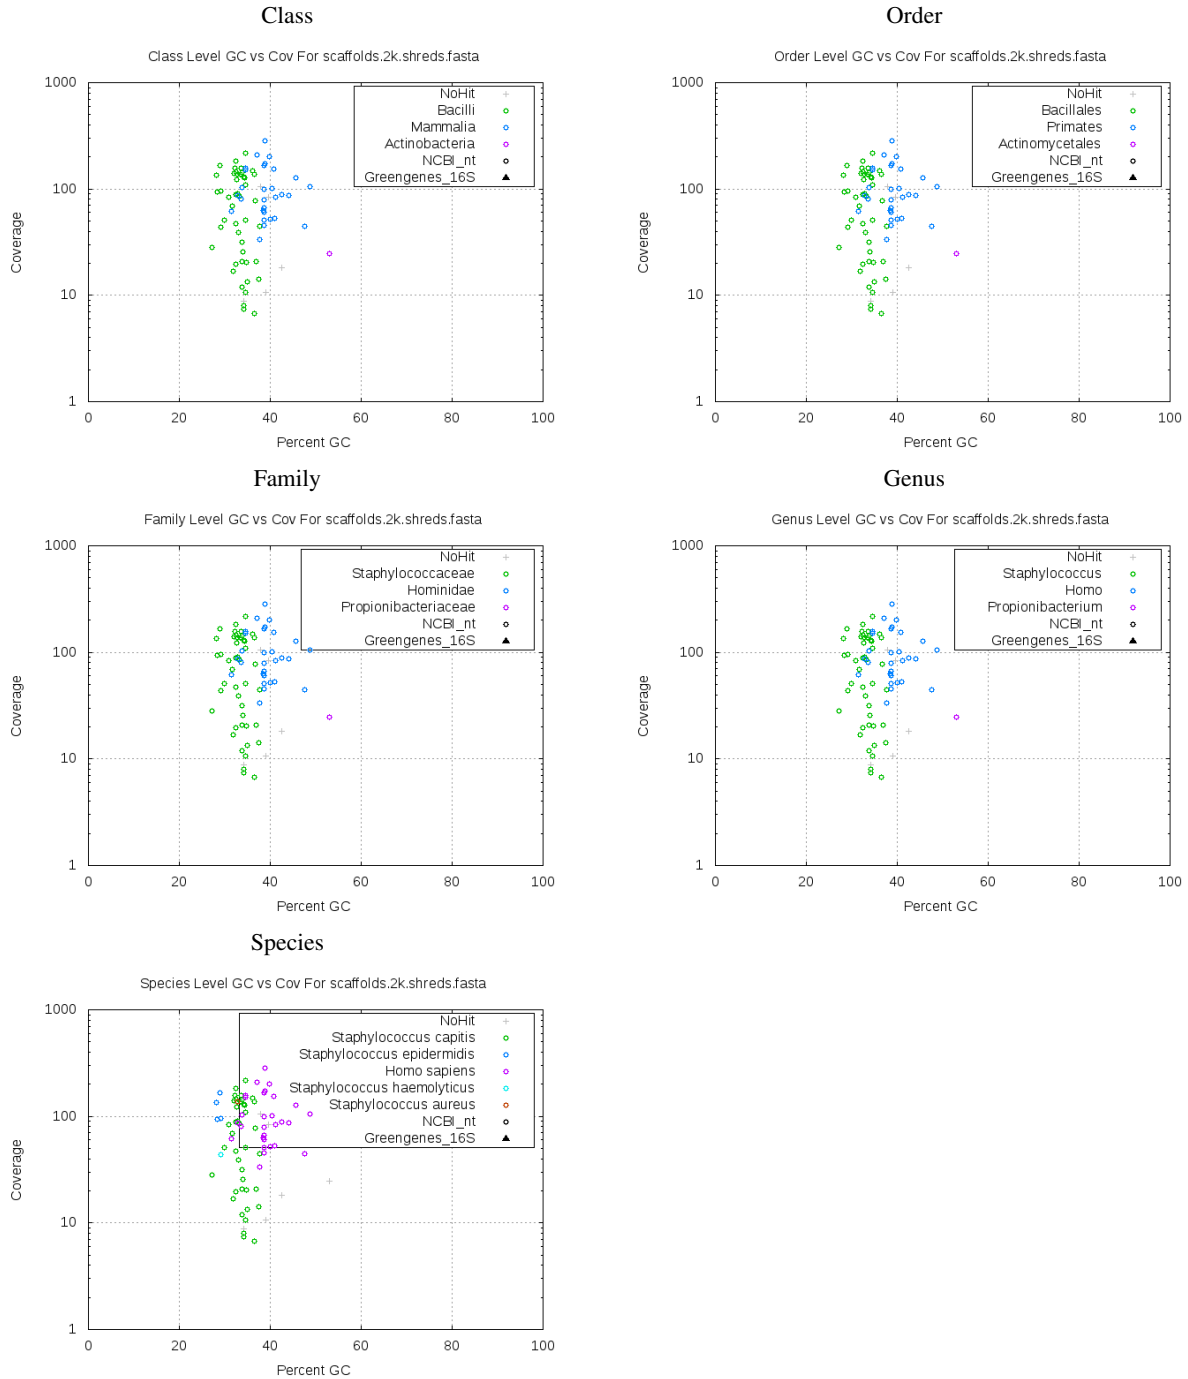 Class
Class Level GC vs Cov For scaffolds.2k.shreds.fasta
1000
100
10
1
Coverage
NoHit
Bacilli
Mammalia
Actinobacteria
NCBI_nt
Greengenes_16S
0 20 40 60 80 100
Percent GC
Order
Order Level GC vs Cov For scaffolds.2k.shreds.fasta
1000
100
10
1
Coverage
NoHit
Bacillales
Primates
Actinomycetales
NCBI_nt
Greengenes_16S
0 20 40 60 80 100
Percent GC
Family
Family Level GC vs Cov For scaffolds.2k.shreds.fasta
1000
100
10
1
Coverage
NoHit
Staphylococcaceae
Hominidae
Propionibacteriaceae
NCBI_nt
Greengenes_16S
0 20 40 60 80 100
Percent GC
Genus
Genus Level GC vs Cov For scaffolds.2k.shreds.fasta
1000
100
10
1
Coverage
NoHit
Staphylococcus
Homo
Propionibacterium
NCBI_nt
Greengenes_16S
0 20 40 60 80 100
Percent GC
Species
Species Level GC vs Cov For scaffolds.2k.shreds.fasta
1000
100
10
1
Coverage
NoHit
Staphylococcus capitis
Staphylococcus epidermidis
Homo sapiens
Staphylococcus haemolyticus
Staphylococcus aureus
NCBI_nt
Greengenes_16S
0 20 40 60 80 100
Percent GC